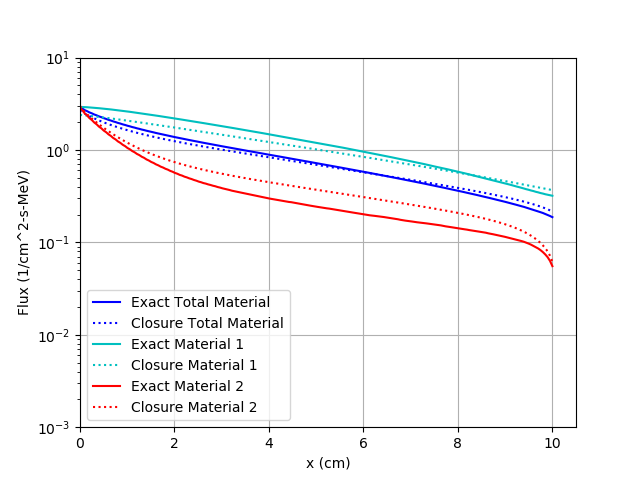 10^1
10^0
10^−1
10^−2
10^−3
Flux (1/cm^2-s-MeV)
Exact Total Material
Closure Total Material
Exact Material 1
Closure Material 1
Exact Material 2
Closure Material 2
0 2 4 6 8 10
x (cm)